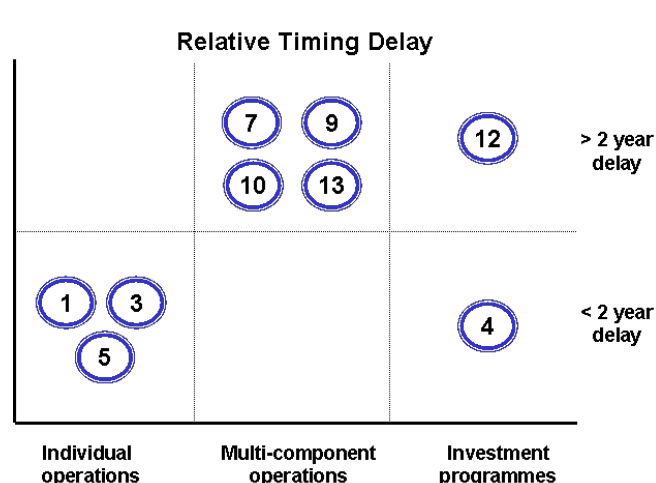 Relative Timing Delay
7 9 12
10 13
> 2 year
delay
1 3
5
4
< 2 year
delay
Individual Multi-component Investment
operations operations programmes